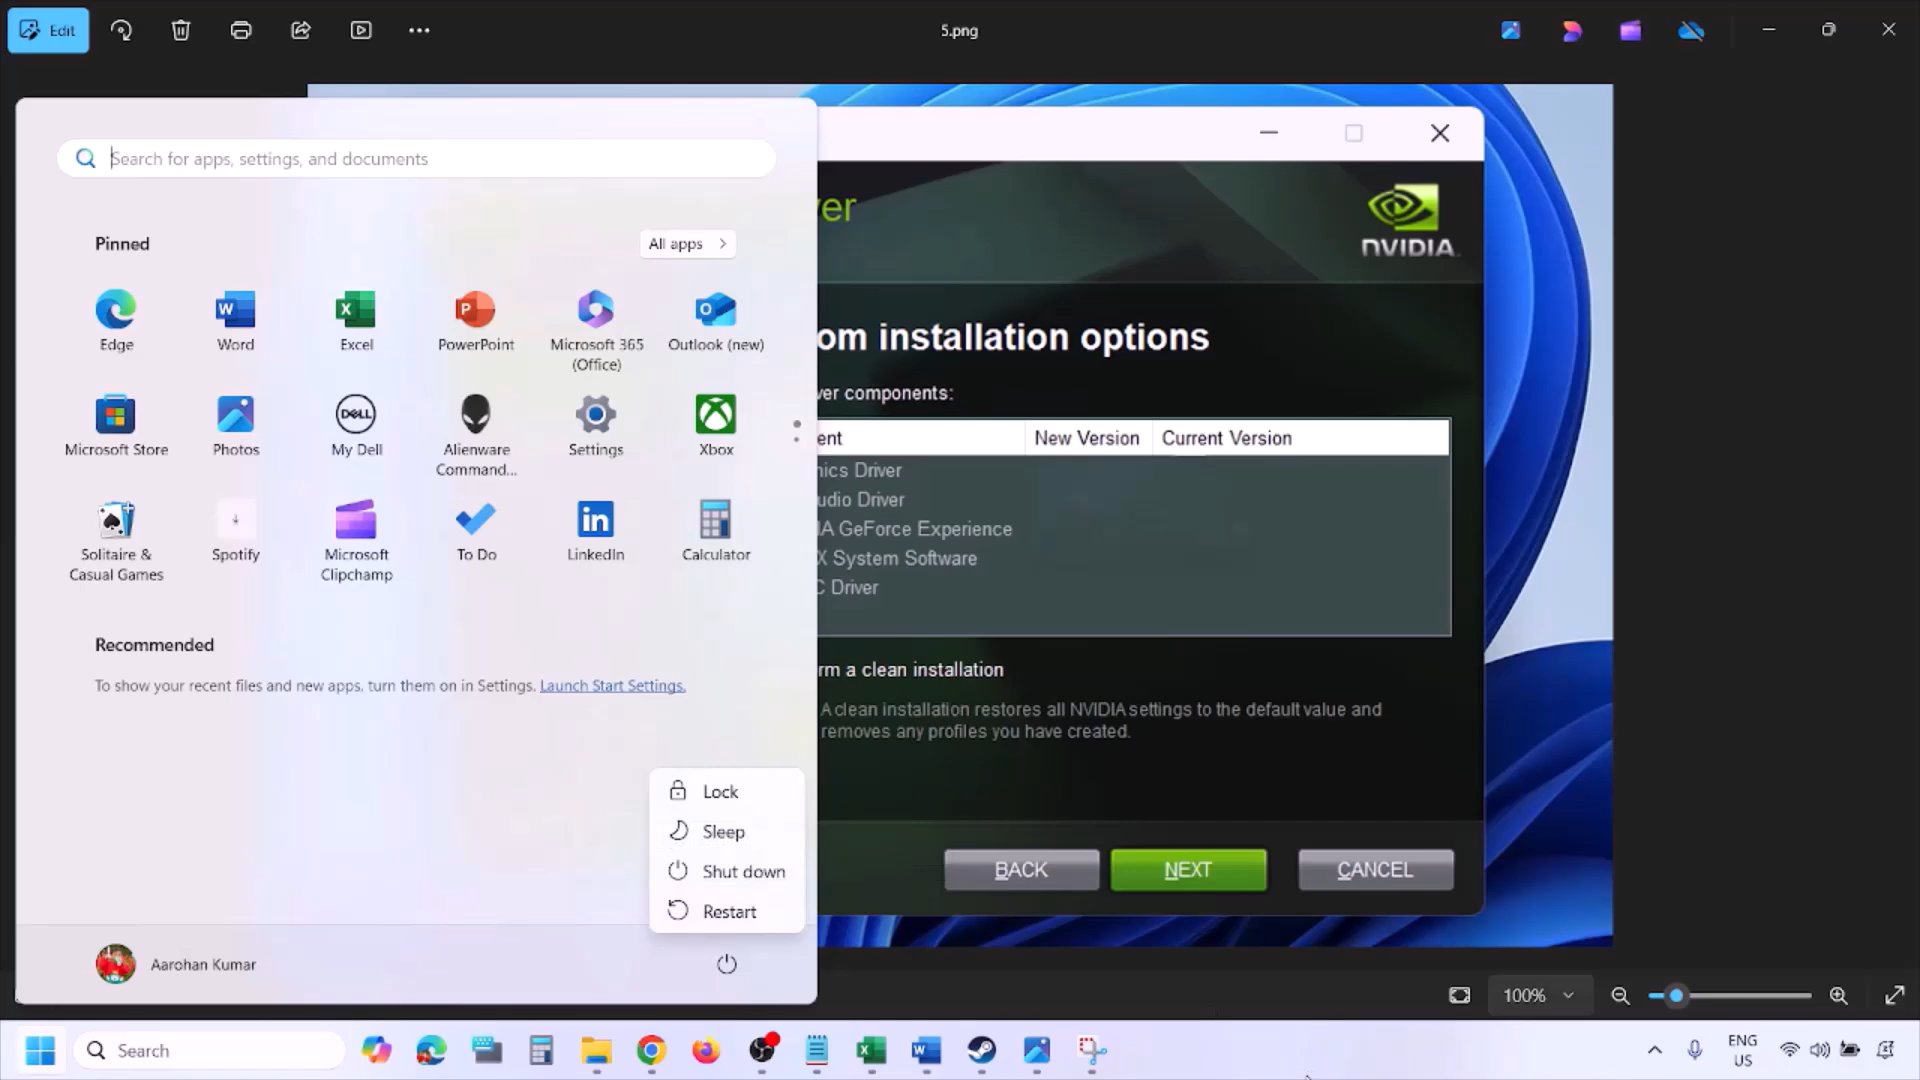 Edit
5.png
Search for apps, settings, and documents
Pinned
All apps
Edge
Word
Excel
PowerPoint
Microsoft 365
(Office)
Outlook (new)
Microsoft Store
Photos
My Dell
Alienware
Command...
Settings
Xbox
Solitaire &
Casual Games
Spotify
Microsoft
Clipchamp
To Do
LinkedIn
Calculator
Recommended
To show your recent files and new apps, turn them on in Settings. Launch Start Settings.
Lock
Sleep
Shut down
Restart
Aarohan Kumar
ver
NVIDIA
om installation options
ver components:
ent
New Version
Current Version
nics Driver
udio Driver
IA GeForce Experience
X System Software
C Driver
rm a clean installation
A clean installation restores all NVIDIA settings to the default value and
removes any profiles you have created.
BACK
NEXT
CANCEL
100%
Search
ENG
US